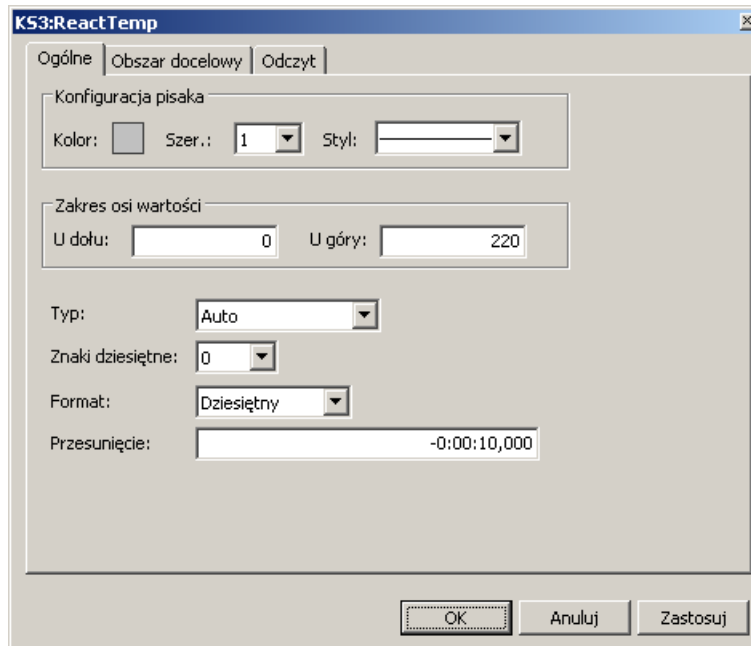 KS3:ReactTemp
Ogólne Obszar docelowy Odczyt
Konfiguracja pisaka
Kolor: Szer.: 1 Styl:
Zakres osi wartości
U dołu: 0 U góry: 220
Typ: Auto
Znaki dziesiętne: 0
Format: Dziesiętny
Przesunięcie: -0:00:10,000
OK Anuluj Zastosuj